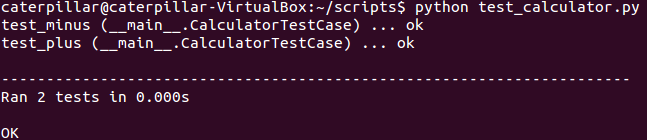 caterpillar@caterpillar-VirtualBox:~/scripts$ python test_calculator.py
test_minus (__main__.CalculatorTestCase) ... ok
test_plus (__main__.CalculatorTestCase) ... ok
----------------------------------------------------------------------
Ran 2 tests in 0.000s
OK